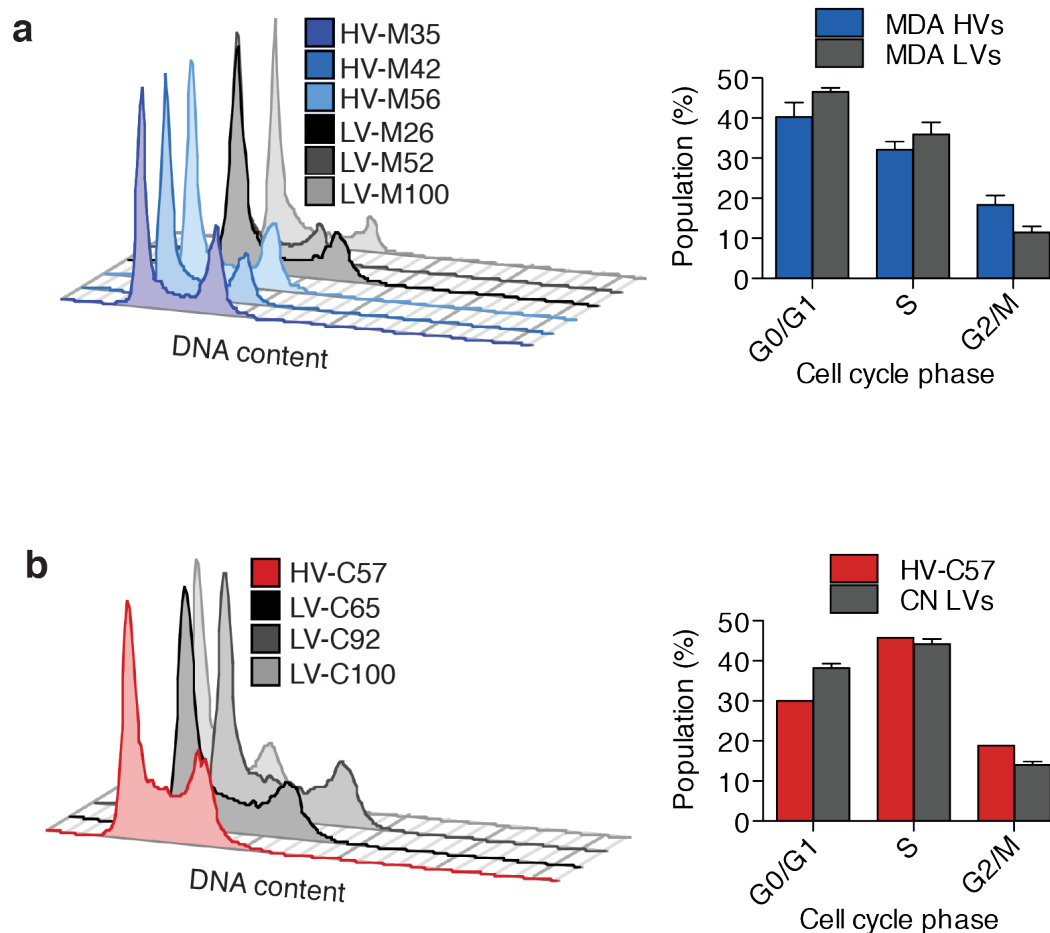 a
HV-M35
HV-M42
HV-M56
LV-M26
LV-M52
LV-M100
DNA content
MDA HVs
MDA LVs
Population (%)
50
40
30
20
10
0
G0/G1
S
G2/M
Cell cycle phase
b
HV-C57
LV-C65
LV-C92
LV-C100
DNA content
HV-C57
CN LVs
Population (%)
50
40
30
20
10
0
G0/G1
S
G2/M
Cell cycle phase